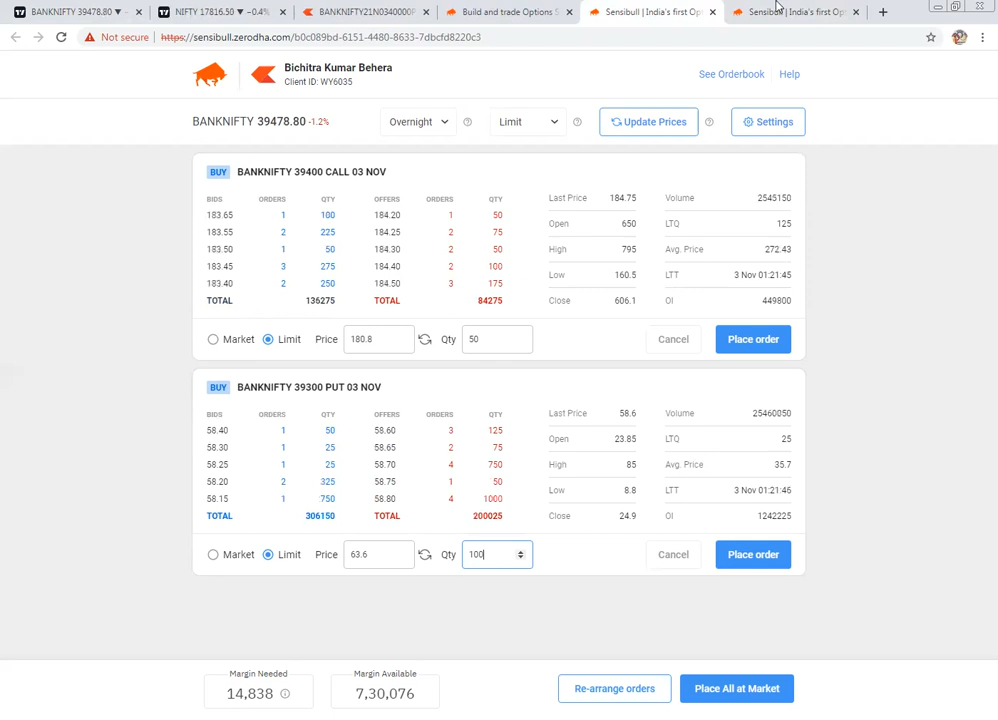 BANKNIFTY 39478.80 ▼ NIFTY 17816.50 ▼ −0.4% BANKNIFTY21N0340000P Build and trade Options S Sensibull | India's first Op Sensibull | India's first Op
Not secure https://sensibull.zerodha.com/b0c089bd-6151-4480-8633-7dbcfd8220c3
Bichitra Kumar Behera
Client ID: WY6035
See Orderbook Help
BANKNIFTY 39478.80 -1.2% Overnight Limit Update Prices Settings
BUY BANKNIFTY 39400 CALL 03 NOV
BIDS ORDERS QTY OFFERS ORDERS QTY Last Price 184.75 Volume 2545150
183.65 1 100 184.20 1 50
183.55 2 225 184.25 2 75 Open 650 LTQ 125
183.50 1 50 184.30 2 50 High 795 Avg. Price 272.43
183.45 3 275 184.40 2 100 Low 160.5 LTT 3 Nov 01:21:45
183.40 2 250 184.50 3 175
TOTAL 136275 TOTAL 84275 Close 606.1 OI 449800
Market Limit Price 180.8 Qty 50 Cancel Place order
BUY BANKNIFTY 39300 PUT 03 NOV
BIDS ORDERS QTY OFFERS ORDERS QTY Last Price 58.6 Volume 25460050
58.40 1 50 58.60 3 125
58.30 1 25 58.65 2 75 Open 23.85 LTQ 25
58.25 1 25 58.70 4 750 High 85 Avg. Price 35.7
58.20 2 325 58.75 1 50 Low 8.8 LTT 3 Nov 01:21:46
58.15 1 750 58.80 4 1000
TOTAL 306150 TOTAL 200025 Close 24.9 OI 1242225
Market Limit Price 63.6 Qty 100 Cancel Place order
Margin Needed Margin Available
14,838 7,30,076 Re-arrange orders Place All at Market